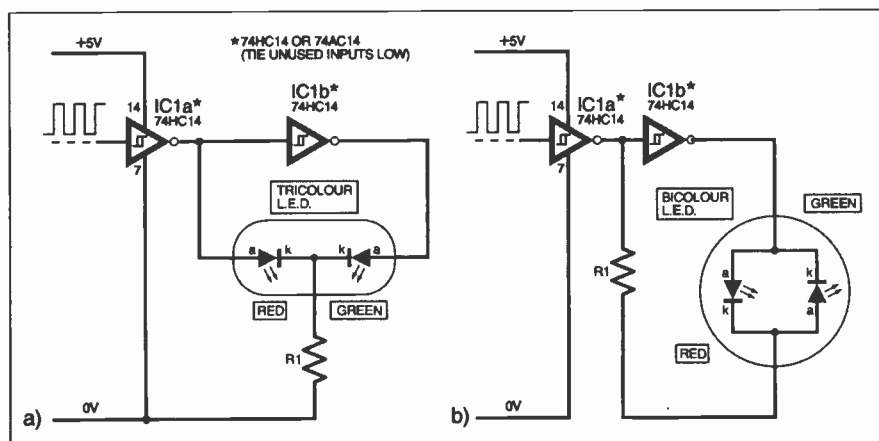 +5V
*74HC14 OR 74AC14
(TIE UNUSED INPUTS LOW)
14
IC1a*
74HC14
IC1b*
74HC14
7
TRICOLOUR
L.E.D.
a
k
k
a
RED
GREEN
R1
a)
0V
+5V
14
IC1a*
74HC14
IC1b*
74HC14
7
BICOLOUR
L.E.D.
GREEN
R1
a
k
k
a
RED
b)
0V